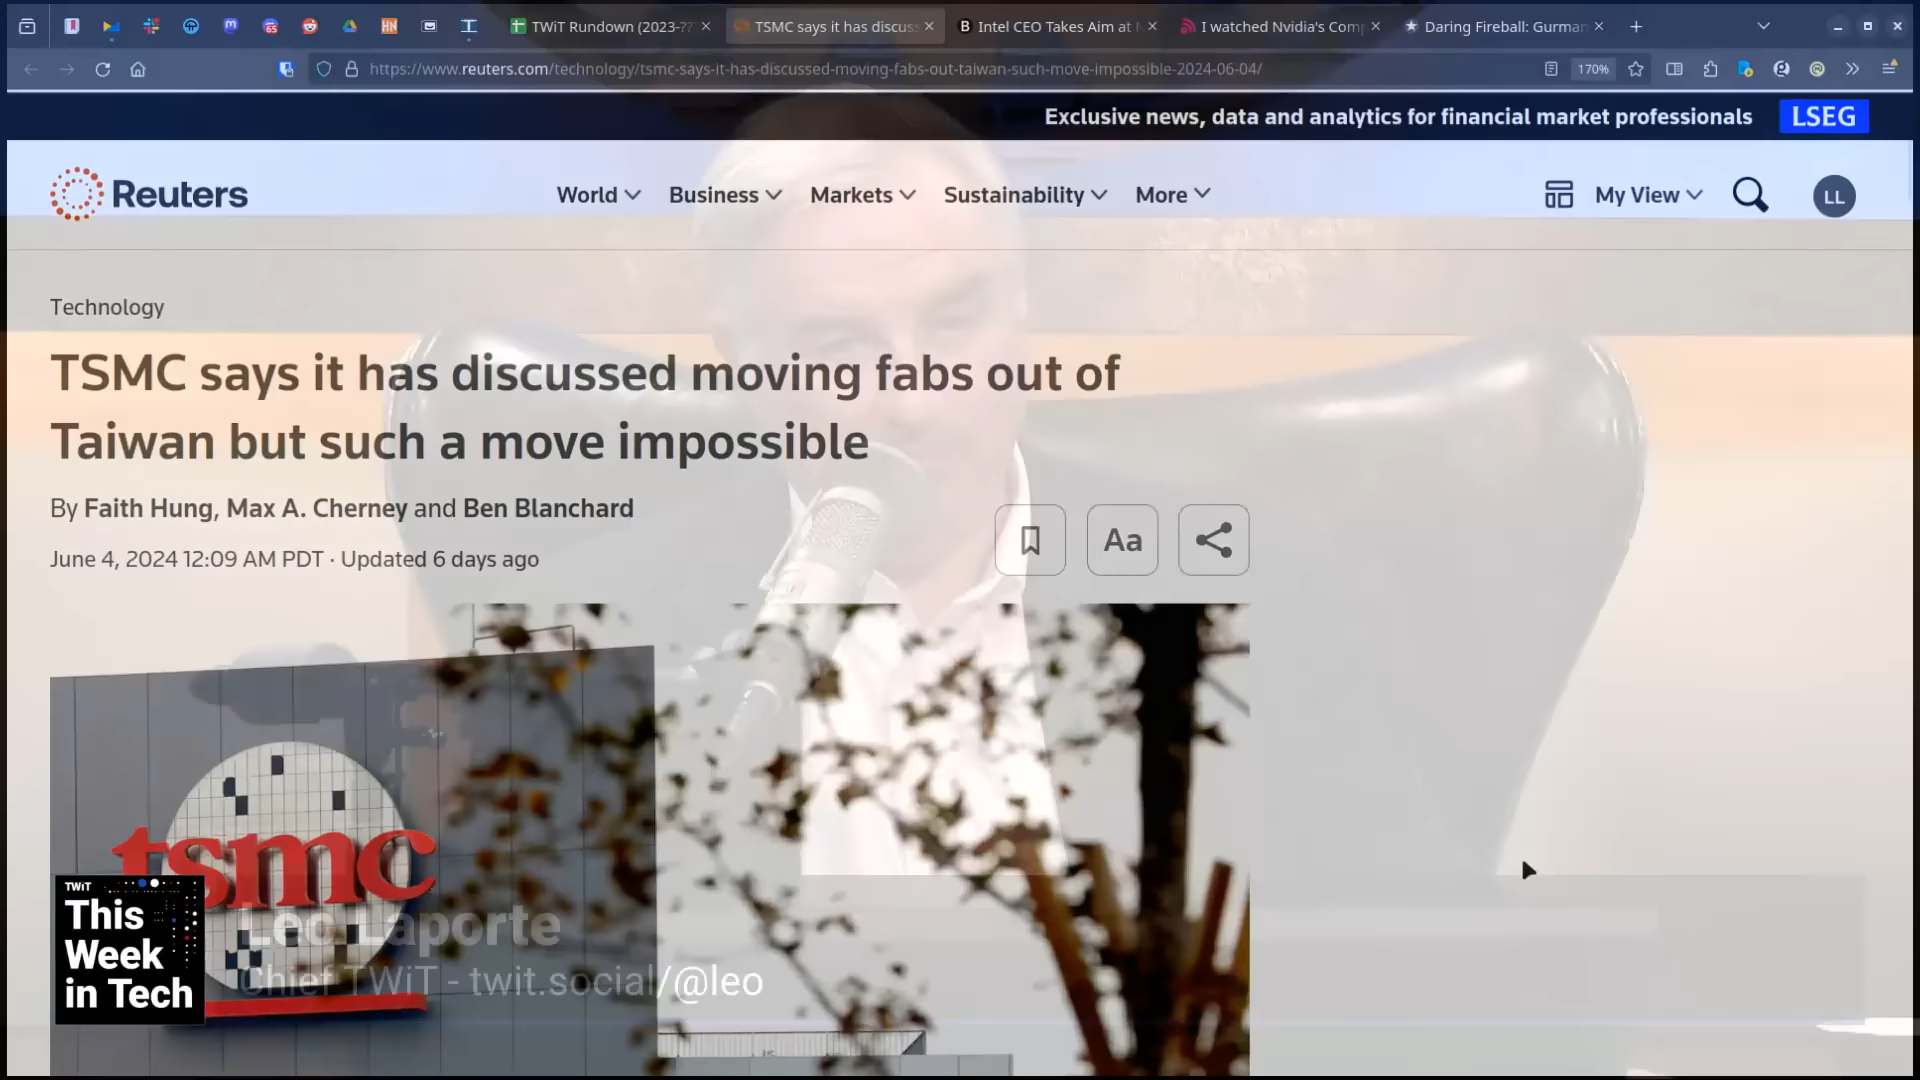 TWiT Rundown (2023-??
TSMC says it has discuss
Intel CEO Takes Aim at N
I watched Nvidia's Comp
Daring Fireball: Gurman
https://www.reuters.com/technology/tsmc-says-it-has-discussed-moving-fabs-out-taiwan-such-move-impossible-2024-06-04/
170%
Exclusive news, data and analytics for financial market professionals LSEG
Reuters
World Business Markets Sustainability More
My View
LL
Technology
TSMC says it has discussed moving fabs out of
Taiwan but such a move impossible
By Faith Hung, Max A. Cherney and Ben Blanchard
June 4, 2024 12:09 AM PDT · Updated 6 days ago
Aa
tsmc
TWiT
This
Week
in Tech
Leo Laporte
Chief TWiT - twit.social/@leo